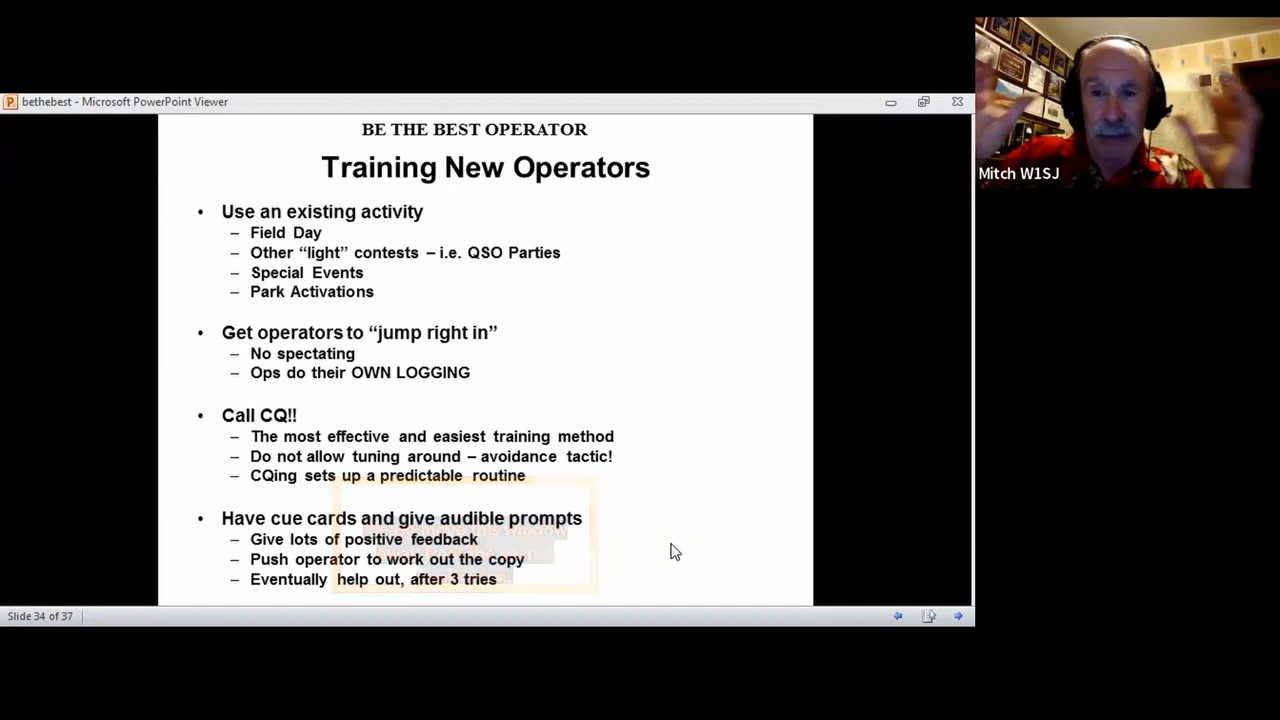 bethebest - Microsoft PowerPoint Viewer
BE THE BEST OPERATOR
Training New Operators
• Use an existing activity
– Field Day
– Other “light” contests – i.e. QSO Parties
– Special Events
– Park Activations
• Get operators to “jump right in”
– No spectating
– Ops do their OWN LOGGING
• Call CQ!!
– The most effective and easiest training method
– Do not allow tuning around – avoidance tactic!
– CQing sets up a predictable routine
• Have cue cards and give audible prompts
– Give lots of positive feedback
– Push operator to work out the copy
– Eventually help out, after 3 tries
Slide 34 of 37
Mitch W1SJ